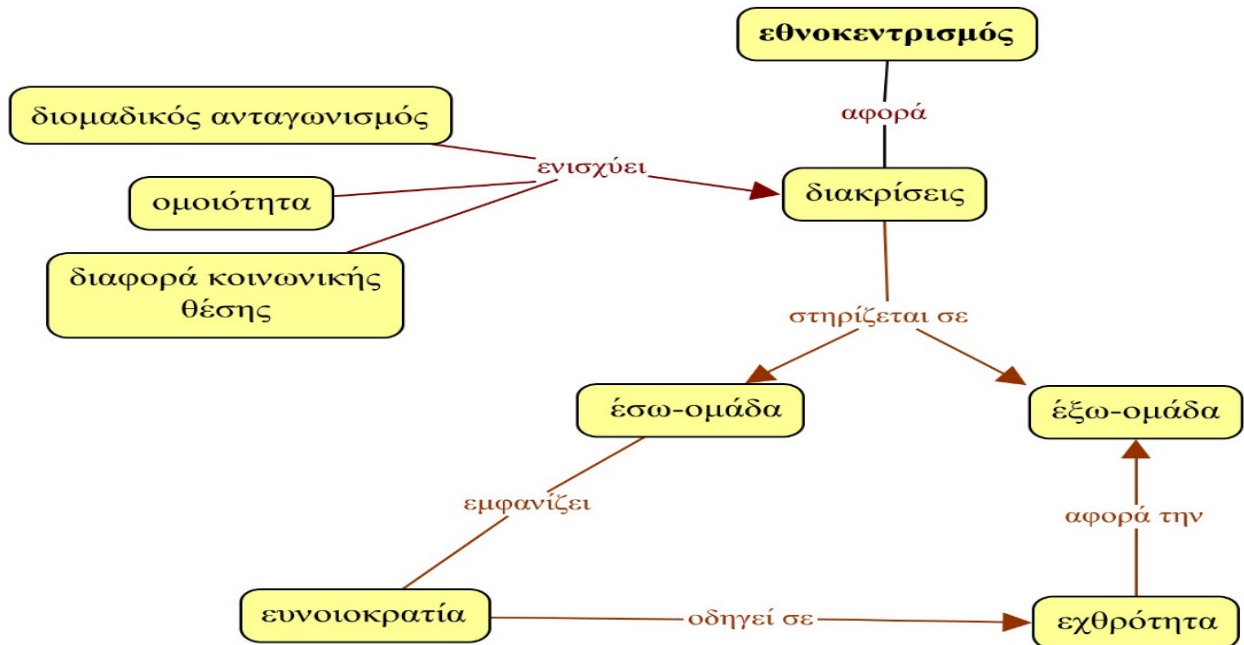 εθνοκεντρισμός
αφορά
διομαδικός ανταγωνισμός
ενισχύει
ομοιότητα
διακρίσεις
διαφορά κοινωνικής
θέσης
στηρίζεται σε
έσω-ομάδα
έξω-ομάδα
εμφανίζει
αφορά την
ευνοιοκρατία
οδηγεί σε
εχθρότητα